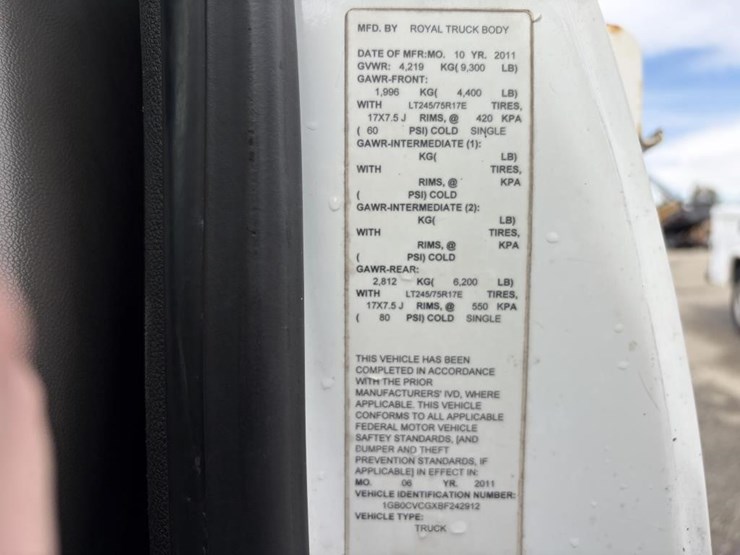 MFD. BY ROYAL TRUCK BODY
DATE OF MFR:MO. 10 YR. 2011
GVWR: 4,219 KG( 9,300 LB)
GAWR-FRONT:
1,996 KG( 4,400 LB)
WITH LT245/75R17E TIRES,
17X7.5 J RIMS, @ 420 KPA
( 60 PSI) COLD SINGLE
GAWR-INTERMEDIATE (1):
KG( LB)
WITH TIRES,
RIMS, @ KPA
( PSI) COLD
GAWR-INTERMEDIATE (2):
KG( LB)
WITH TIRES,
RIMS, @ KPA
( PSI) COLD
GAWR-REAR:
2,812 KG( 6,200 LB)
WITH LT245/75R17E TIRES,
17X7.5 J RIMS, @ 550 KPA
( 80 PSI) COLD SINGLE
THIS VEHICLE HAS BEEN
COMPLETED IN ACCORDANCE
WITH THE PRIOR
MANUFACTURERS' IVD, WHERE
APPLICABLE. THIS VEHICLE
CONFORMS TO ALL APPLICABLE
FEDERAL MOTOR VEHICLE
SAFTEY STANDARDS, [AND
BUMPER AND THEFT
PREVENTION STANDARDS, IF
APPLICABLE] IN EFFECT IN:
MO. 06 YR. 2011
VEHICLE IDENTIFICATION NUMBER:
1GB0CVCGXBF242912
VEHICLE TYPE:
TRUCK